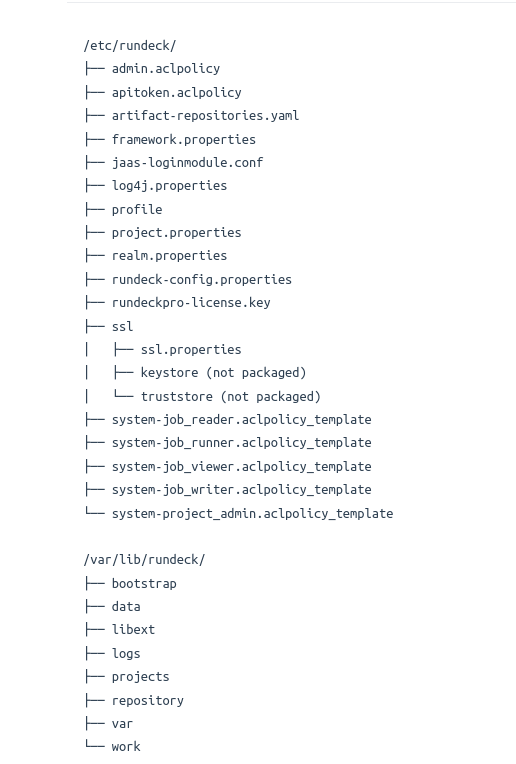 /etc/rundeck/
├── admin.aclpolicy
├── apitoken.aclpolicy
├── artifact-repositories.yaml
├── framework.properties
├── jaas-loginmodule.conf
├── log4j.properties
├── profile
├── project.properties
├── realm.properties
├── rundeck-config.properties
├── rundeckpro-license.key
├── ssl
│   ├── ssl.properties
│   ├── keystore (not packaged)
│   └── truststore (not packaged)
├── system-job_reader.aclpolicy_template
├── system-job_runner.aclpolicy_template
├── system-job_viewer.aclpolicy_template
├── system-job_writer.aclpolicy_template
└── system-project_admin.aclpolicy_template

/var/lib/rundeck/
├── bootstrap
├── data
├── libext
├── logs
├── projects
├── repository
├── var
└── work